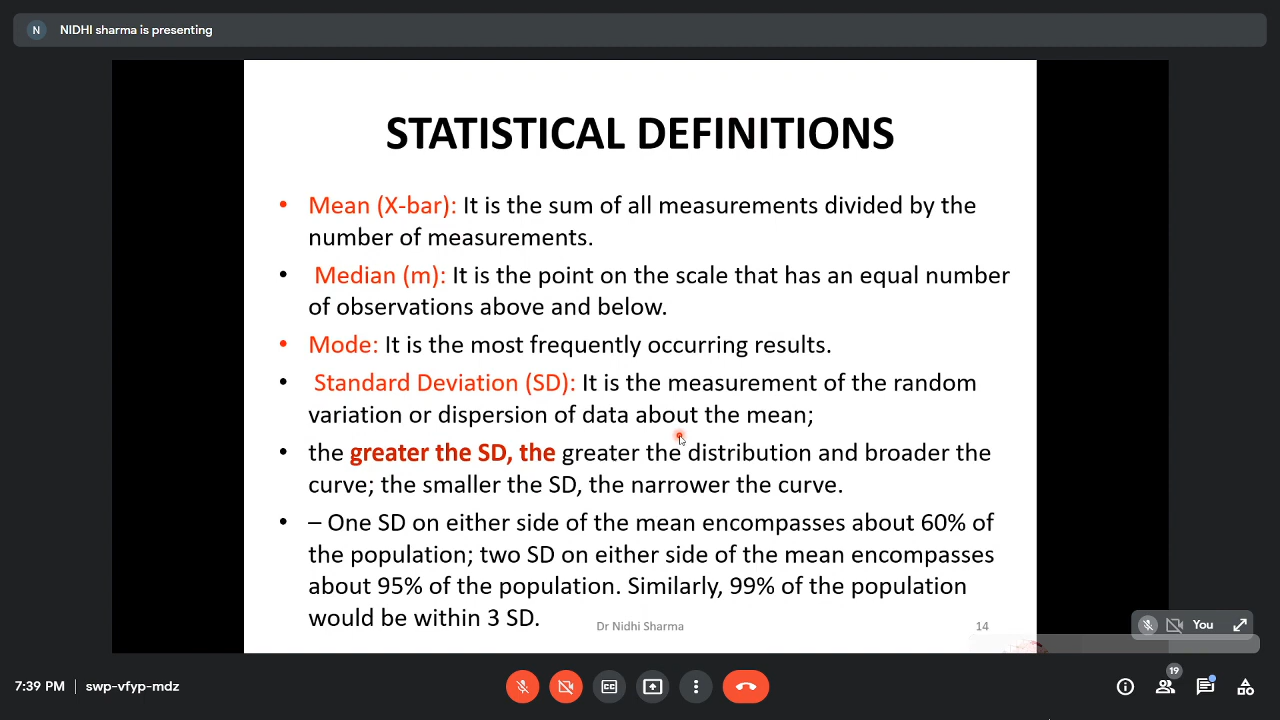 N NIDHI sharma is presenting
STATISTICAL DEFINITIONS
• Mean (X-bar): It is the sum of all measurements divided by the
number of measurements.
• Median (m): It is the point on the scale that has an equal number
of observations above and below.
• Mode: It is the most frequently occurring results.
• Standard Deviation (SD): It is the measurement of the random
variation or dispersion of data about the mean;
• the greater the SD, the greater the distribution and broader the
curve; the smaller the SD, the narrower the curve.
• – One SD on either side of the mean encompasses about 60% of
the population; two SD on either side of the mean encompasses
about 95% of the population. Similarly, 99% of the population
would be within 3 SD.
Dr Nidhi Sharma 14
You
7:39 PM | swp-vfyp-mdz
CC
19